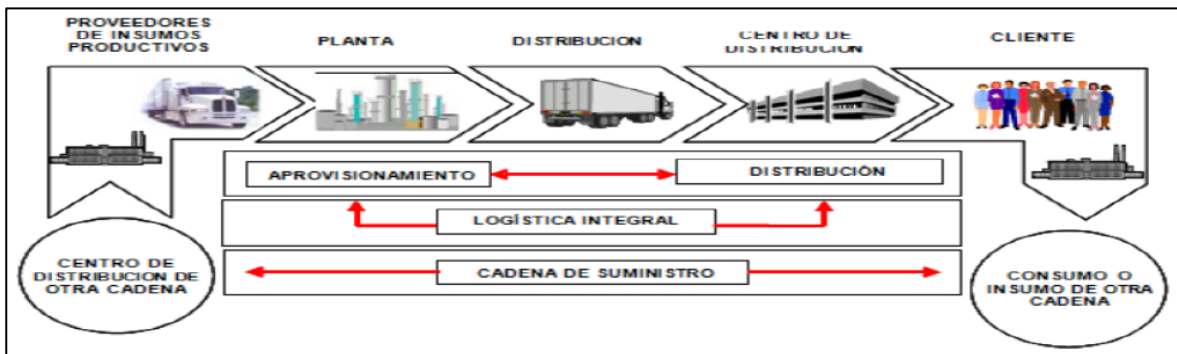 PROVEEDORES
DE INSUMOS
PRODUCTIVOS
PLANTA
DISTRIBUCION
CENTRO DE
DISTRIBUCION
CLIENTE
APROVISIONAMIENTO
DISTRIBUCIÓN
LOGÍSTICA INTEGRAL
CADENA DE SUMINISTRO
CENTRO DE
DISTRIBUCION DE
OTRA CADENA
CONSUMO O
INSUMO DE OTRA
CADENA